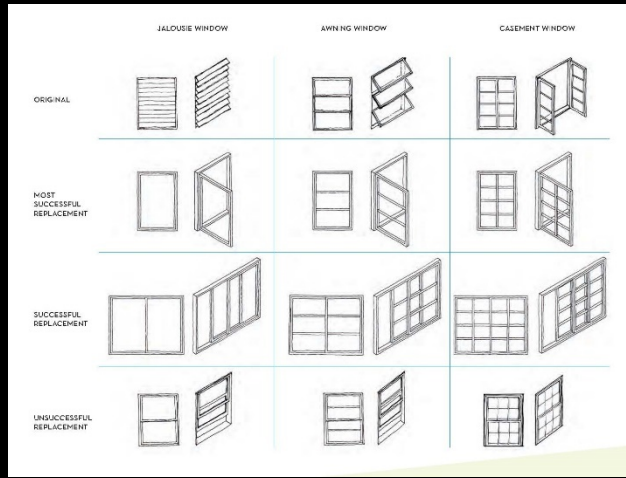 JALOUSIE WINDOW
AWNING WINDOW
CASEMENT WINDOW
ORIGINAL
MOST
SUCCESSFUL
REPLACEMENT
SUCCESSFUL
REPLACEMENT
UNSUCCESSFUL
REPLACEMENT